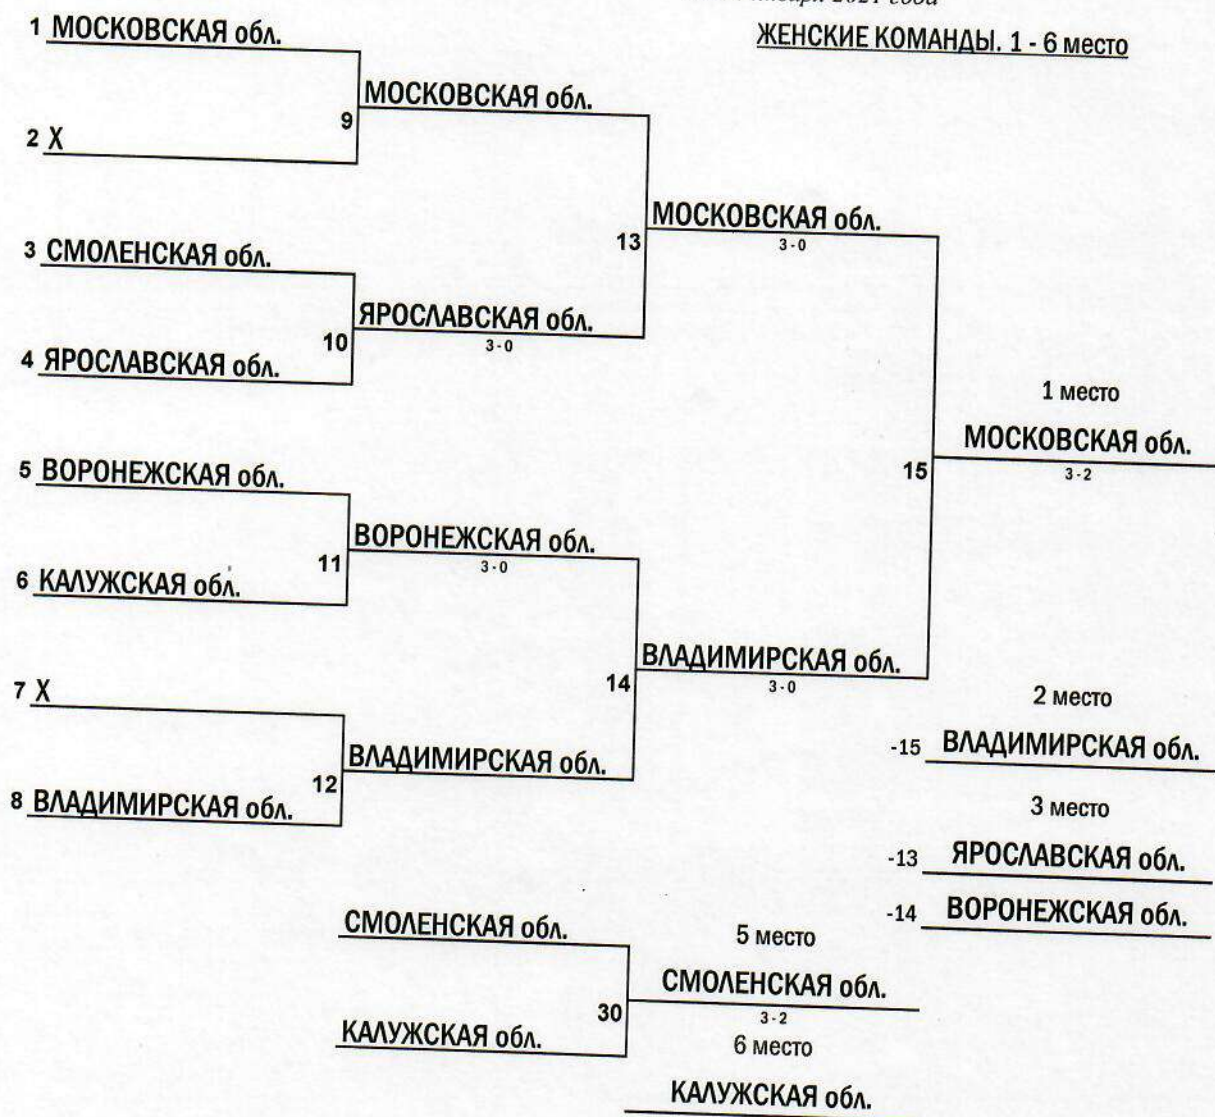 2021 года
ЖЕНСКИЕ КОМАНДЫ. 1 - 6 место
1 МОСКОВСКАЯ обл.
МОСКОВСКАЯ обл.
9
2 X
МОСКОВСКАЯ обл.
13
3-0
3 СМОЛЕНСКАЯ обл.
ЯРОСЛАВСКАЯ обл.
10
3-0
4 ЯРОСЛАВСКАЯ обл.
1 место
МОСКОВСКАЯ обл.
15
3-2
5 ВОРОНЕЖСКАЯ обл.
ВОРОНЕЖСКАЯ обл.
11
3-0
6 КАЛУЖСКАЯ обл.
ВЛАДИМИРСКАЯ обл.
14
3-0
7 X
2 место
-15 ВЛАДИМИРСКАЯ обл.
ВЛАДИМИРСКАЯ обл.
12
8 ВЛАДИМИРСКАЯ обл.
3 место
-13 ЯРОСЛАВСКАЯ обл.
-14 ВОРОНЕЖСКАЯ обл.
СМОЛЕНСКАЯ обл.
5 место
СМОЛЕНСКАЯ обл.
30
3-2
КАЛУЖСКАЯ обл.
6 место
КАЛУЖСКАЯ обл.